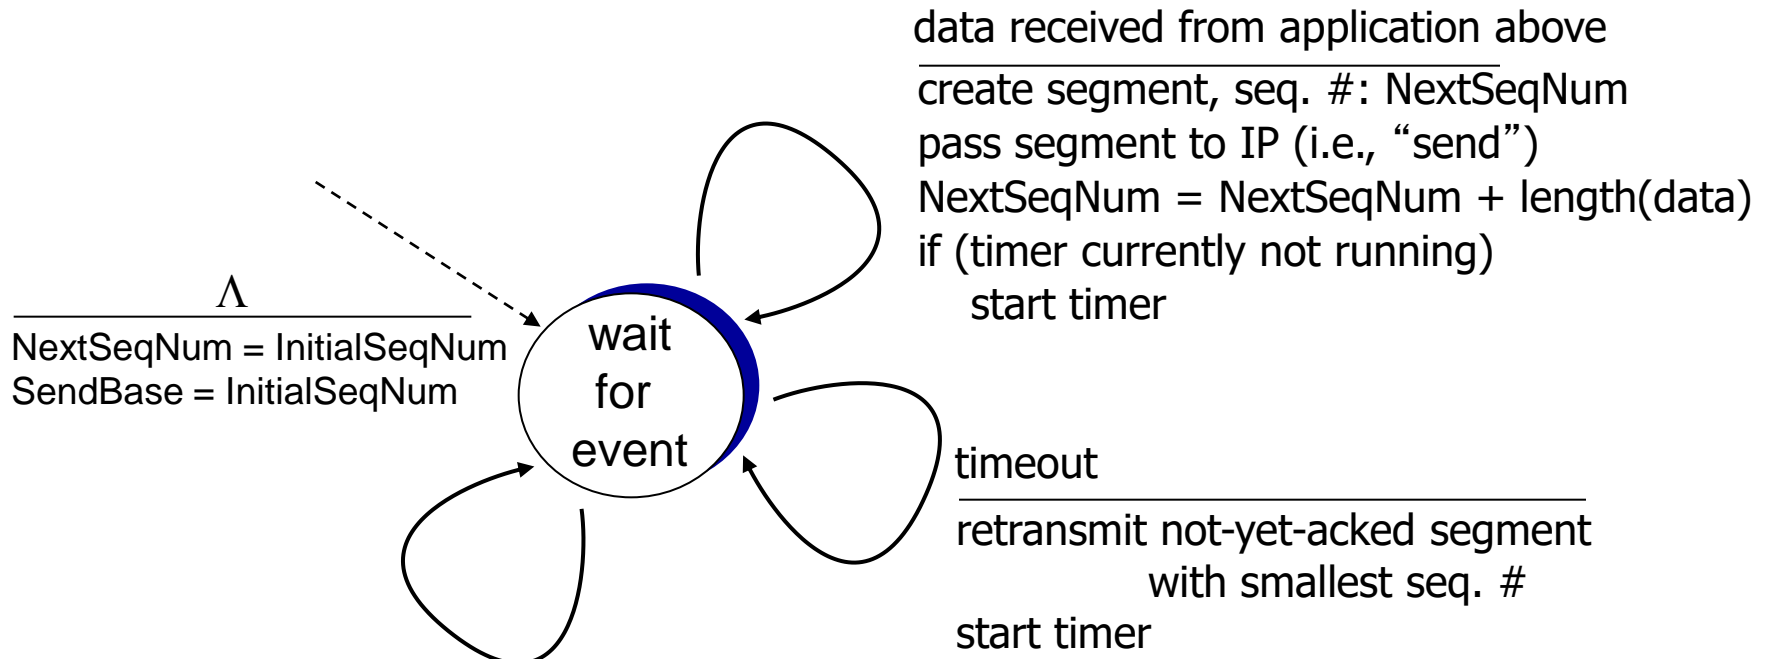 data received from application above
create segment, seq. #: NextSeqNum
pass segment to IP (i.e., “send”)
NextSeqNum = NextSeqNum + length(data)
if (timer currently not running)
start timer
Λ
NextSeqNum = InitialSeqNum
SendBase = InitialSeqNum
wait
for
event
timeout
retransmit not-yet-acked segment
with smallest seq. #
start timer